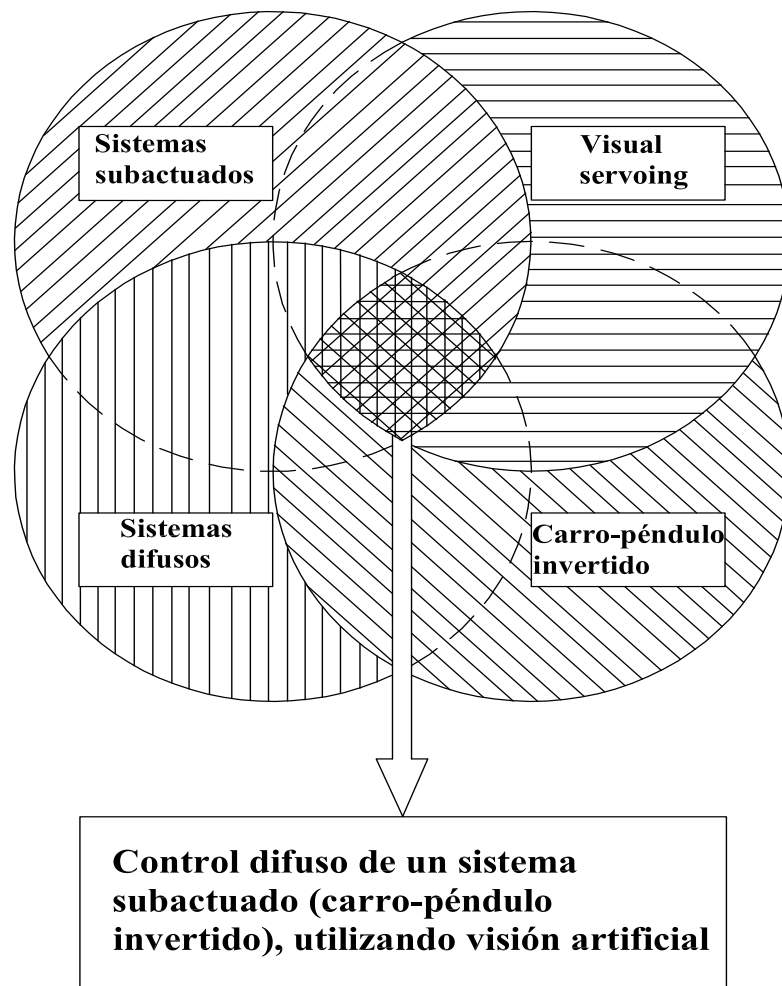 Sistemas
subactuados
Visual
servoing
Sistemas
difusos
Carro-péndulo
invertido
Control difuso de un sistema
subactuado (carro-péndulo
invertido), utilizando visión artificial